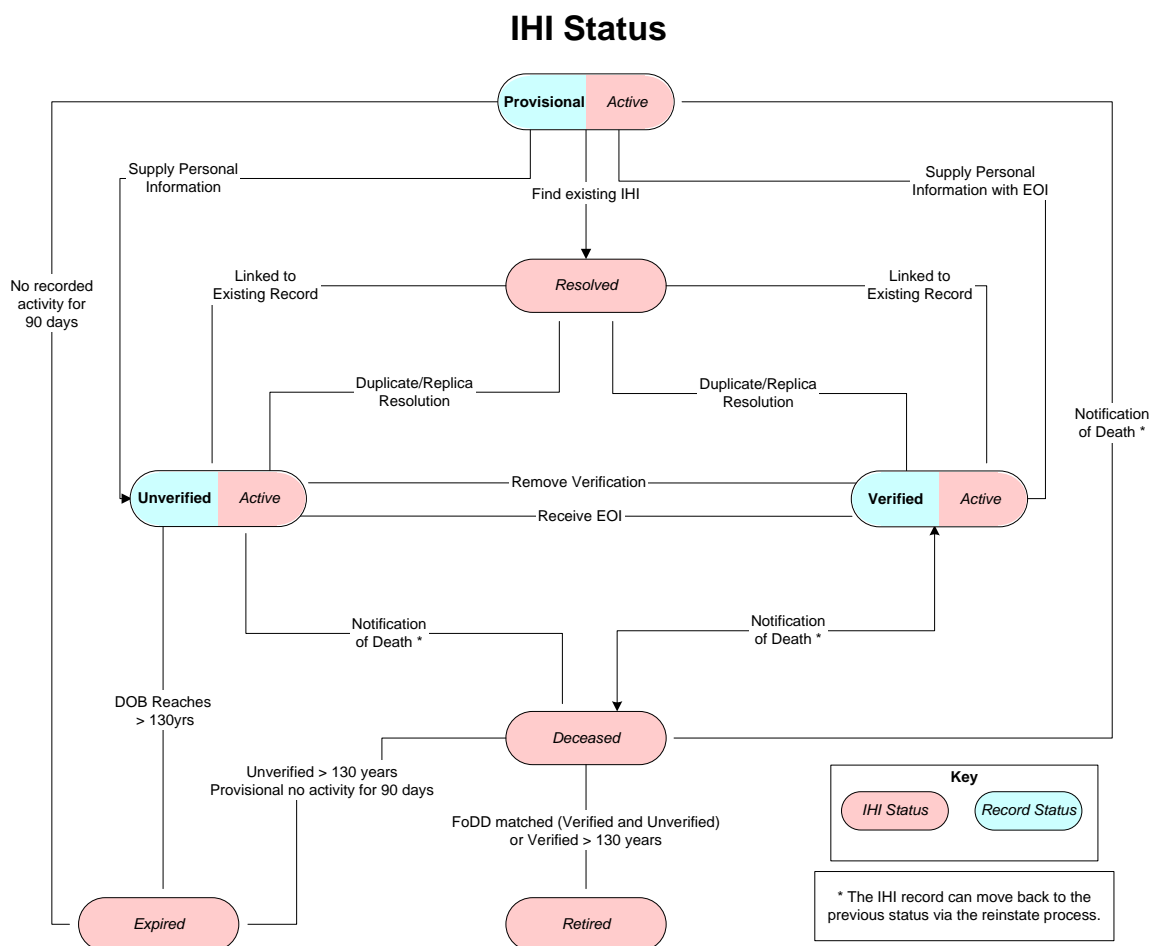 IHI Status
Provisional
Active
Supply Personal
Information
Find existing IHI
Supply Personal
Information with EOI
No recorded
activity for
90 days
Linked to
Existing Record
Resolved
Linked to
Existing Record
Duplicate/Replica
Resolution
Duplicate/Replica
Resolution
Notification
of Death *
Unverified
Active
Remove Verification
Receive EOI
Verified
Active
Notification
of Death *
Notification
of Death *
DOB Reaches
> 130yrs
Deceased
Unverified > 130 years
Provisional no activity for 90 days
FoDD matched (Verified and Unverified)
or Verified > 130 years
Key
IHI Status
Record Status
* The IHI record can move back to the
previous status via the reinstate process.
Expired
Retired